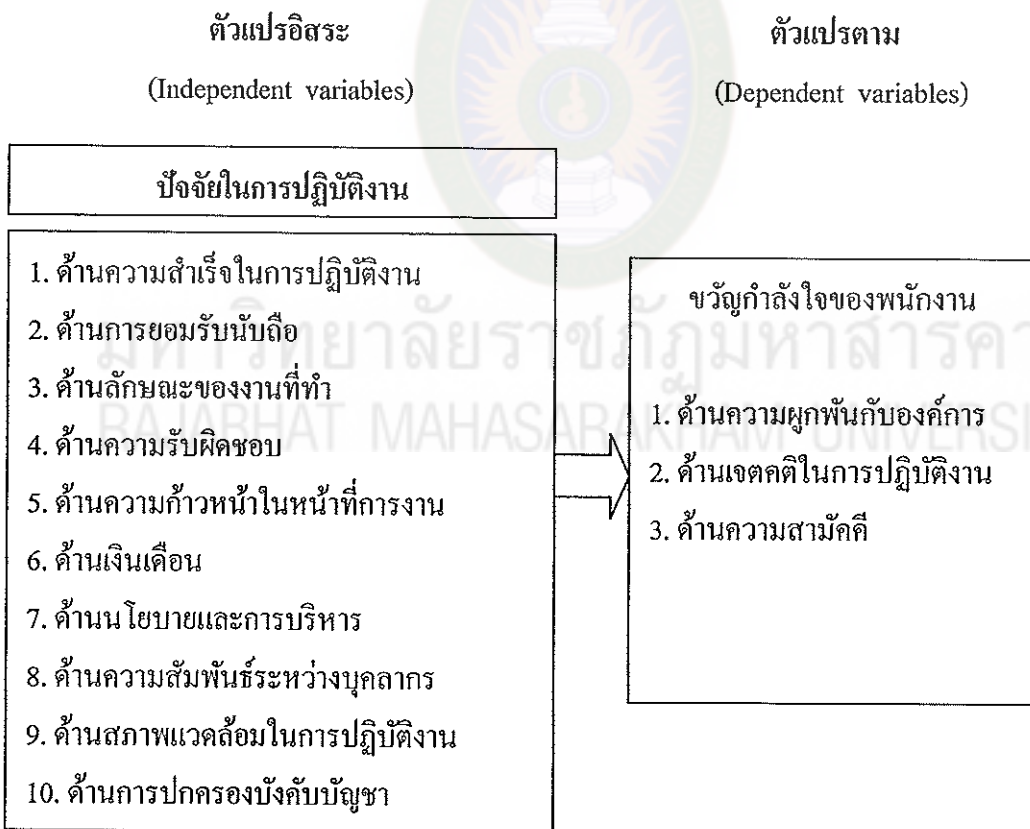 ตัวแปรอิสระ
(Independent variables)
ตัวแปรตาม
(Dependent variables)
ปัจจัยในการปฏิบัติงาน
1. ด้านความสำเร็จในการปฏิบัติงาน
2. ด้านการยอมรับนับถือ
3. ด้านลักษณะของงานที่ทำ
4. ด้านความรับผิดชอบ
5. ด้านความก้าวหน้าในหน้าที่การงาน
6. ด้านเงินเดือน
7. ด้านนโยบายและการบริหาร
8. ด้านความสัมพันธ์ระหว่างบุคลากร
9. ด้านสภาพแวดล้อมในการปฏิบัติงาน
10. ด้านการปกครองบังคับบัญชา
ขวัญกำลังใจของพนักงาน
1. ด้านความผูกพันกับองค์การ
2. ด้านเจตคติในการปฏิบัติงาน
3. ด้านความสามัคคี
มหาวิทยาลัยราชภัฏมหาสารคา
RAJABHAT MAHASARAKHAM UNIVERSI